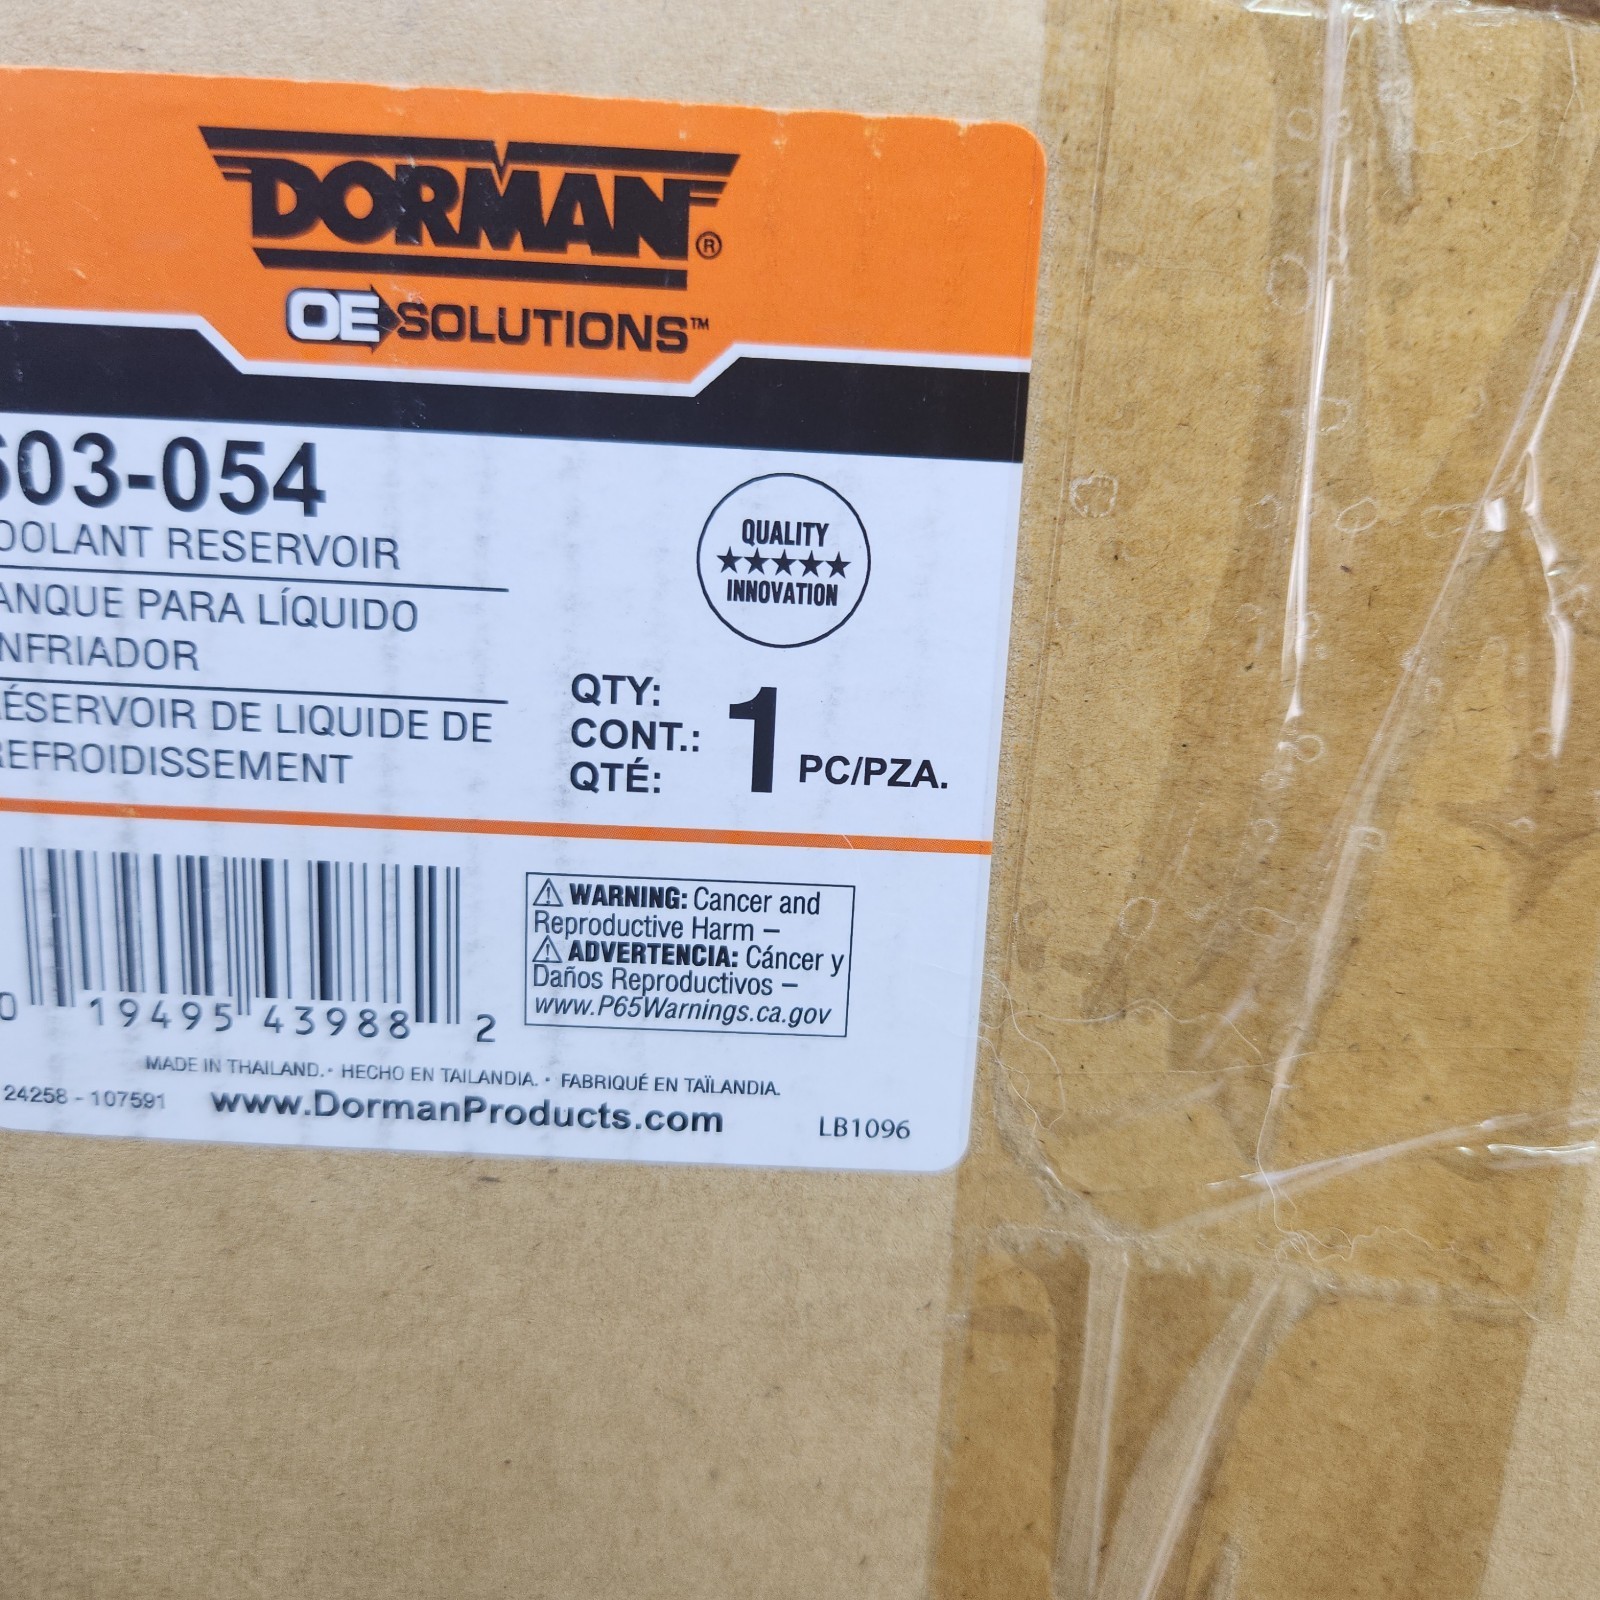 DORMAN®
OE SOLUTIONS™
603-054
OOLANT RESERVOIR
ANQUE PARA LÍQUIDO
NFRIADOR
ÉSERVOIR DE LIQUIDE DE
REFROIDISSEMENT
QUALITY
★★★★★
INNOVATION
QTY:
CONT.:
QTÉ:
1 PC/PZA.
0 19495 43988 2
⚠ WARNING: Cancer and
Reproductive Harm –
⚠ ADVERTENCIA: Cáncer y
Daños Reproductivos –
www.P65Warnings.ca.gov
MADE IN THAILAND. • HECHO EN TAILANDIA. • FABRIQUÉ EN TAÏLANDIA.
24258 - 107591
www.DormanProducts.com
LB1096